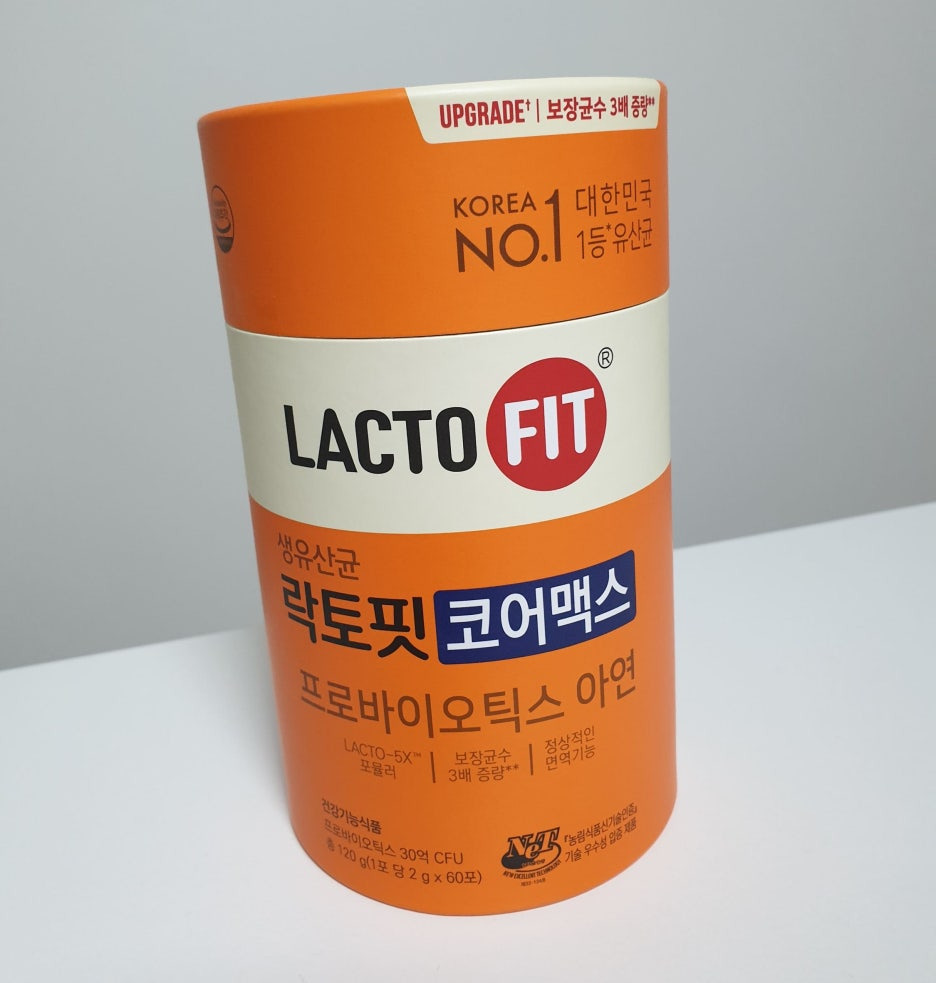 UPGRADE† | 보장균수 3배 증량**
KOREA
NO.1
대한민국
1등*유산균
LACTO FIT®
생유산균
락토핏 코어맥스
프로바이오틱스 아연
LACTO-5X™
포뮬러
보장균수
3배 증량**
정상적인
면역기능
건강기능식품
프로바이오틱스 30억 CFU
총 120 g(1포 당 2 g x 60포)
NeT
NEW EXCELLENT TECHNOLOGY
『농림식품신기술인증』
기술 우수성 입증 제품